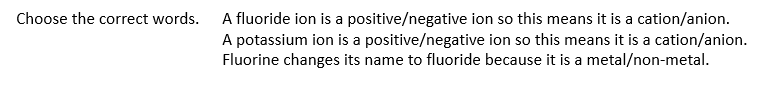 Choose the correct words. A fluoride ion is a positive/negative ion so this means it is a cation/anion.
A potassium ion is a positive/negative ion so this means it is a cation/anion.
Fluorine changes its name to fluoride because it is a metal/non-metal.